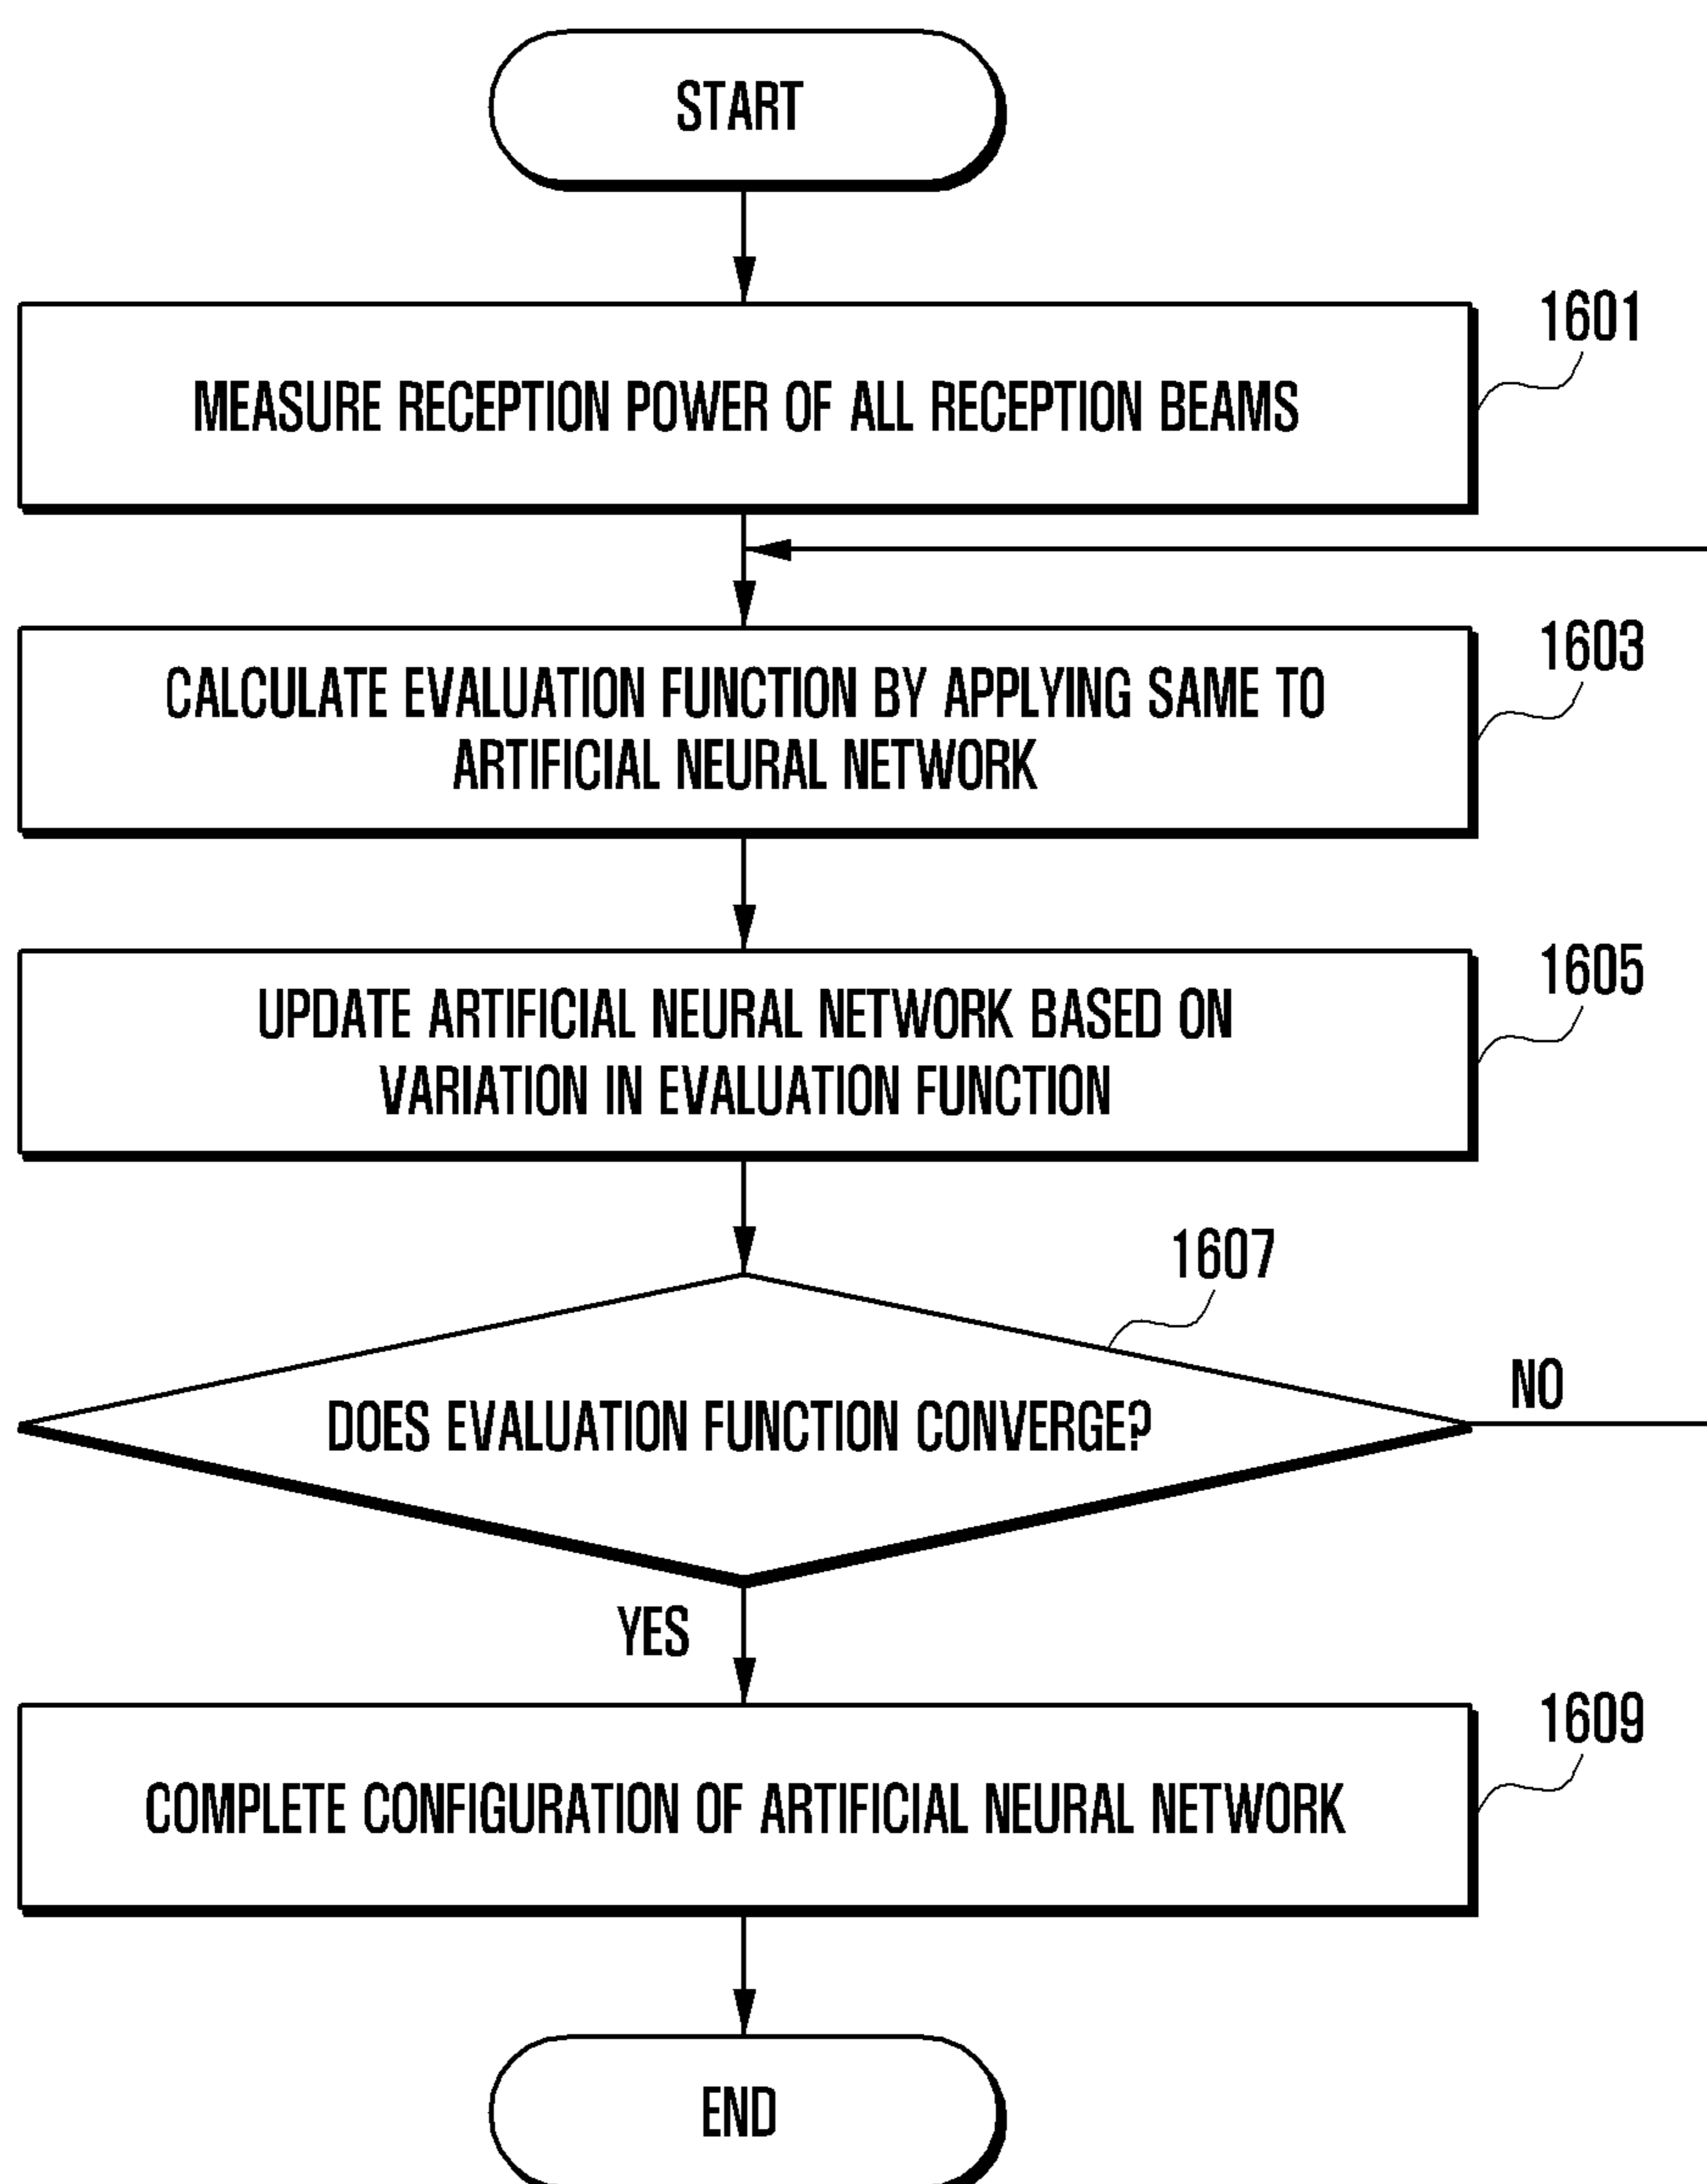 START
1601
MEASURE RECEPTION POWER OF ALL RECEPTION BEAMS
1603
CALCULATE EVALUATION FUNCTION BY APPLYING SAME TO
ARTIFICIAL NEURAL NETWORK
1605
UPDATE ARTIFICIAL NEURAL NETWORK BASED ON
VARIATION IN EVALUATION FUNCTION
1607
NO
DOES EVALUATION FUNCTION CONVERGE?
YES
1609
COMPLETE CONFIGURATION OF ARTIFICIAL NEURAL NETWORK
END